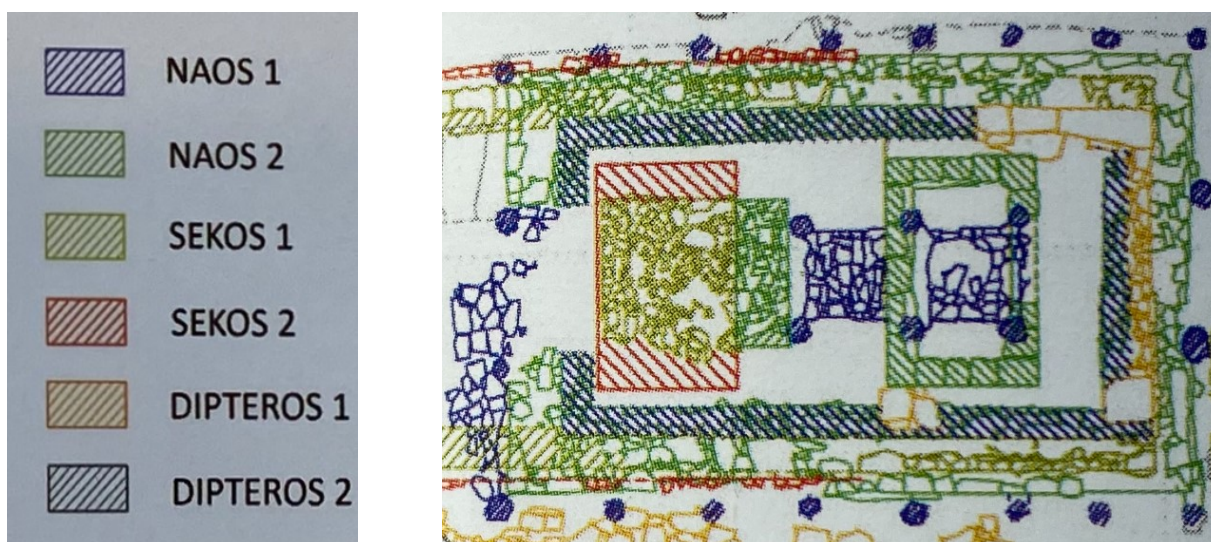 NAOS 1
NAOS 2
SEKOS 1
SEKOS 2
DIPTEROS 1
DIPTEROS 2